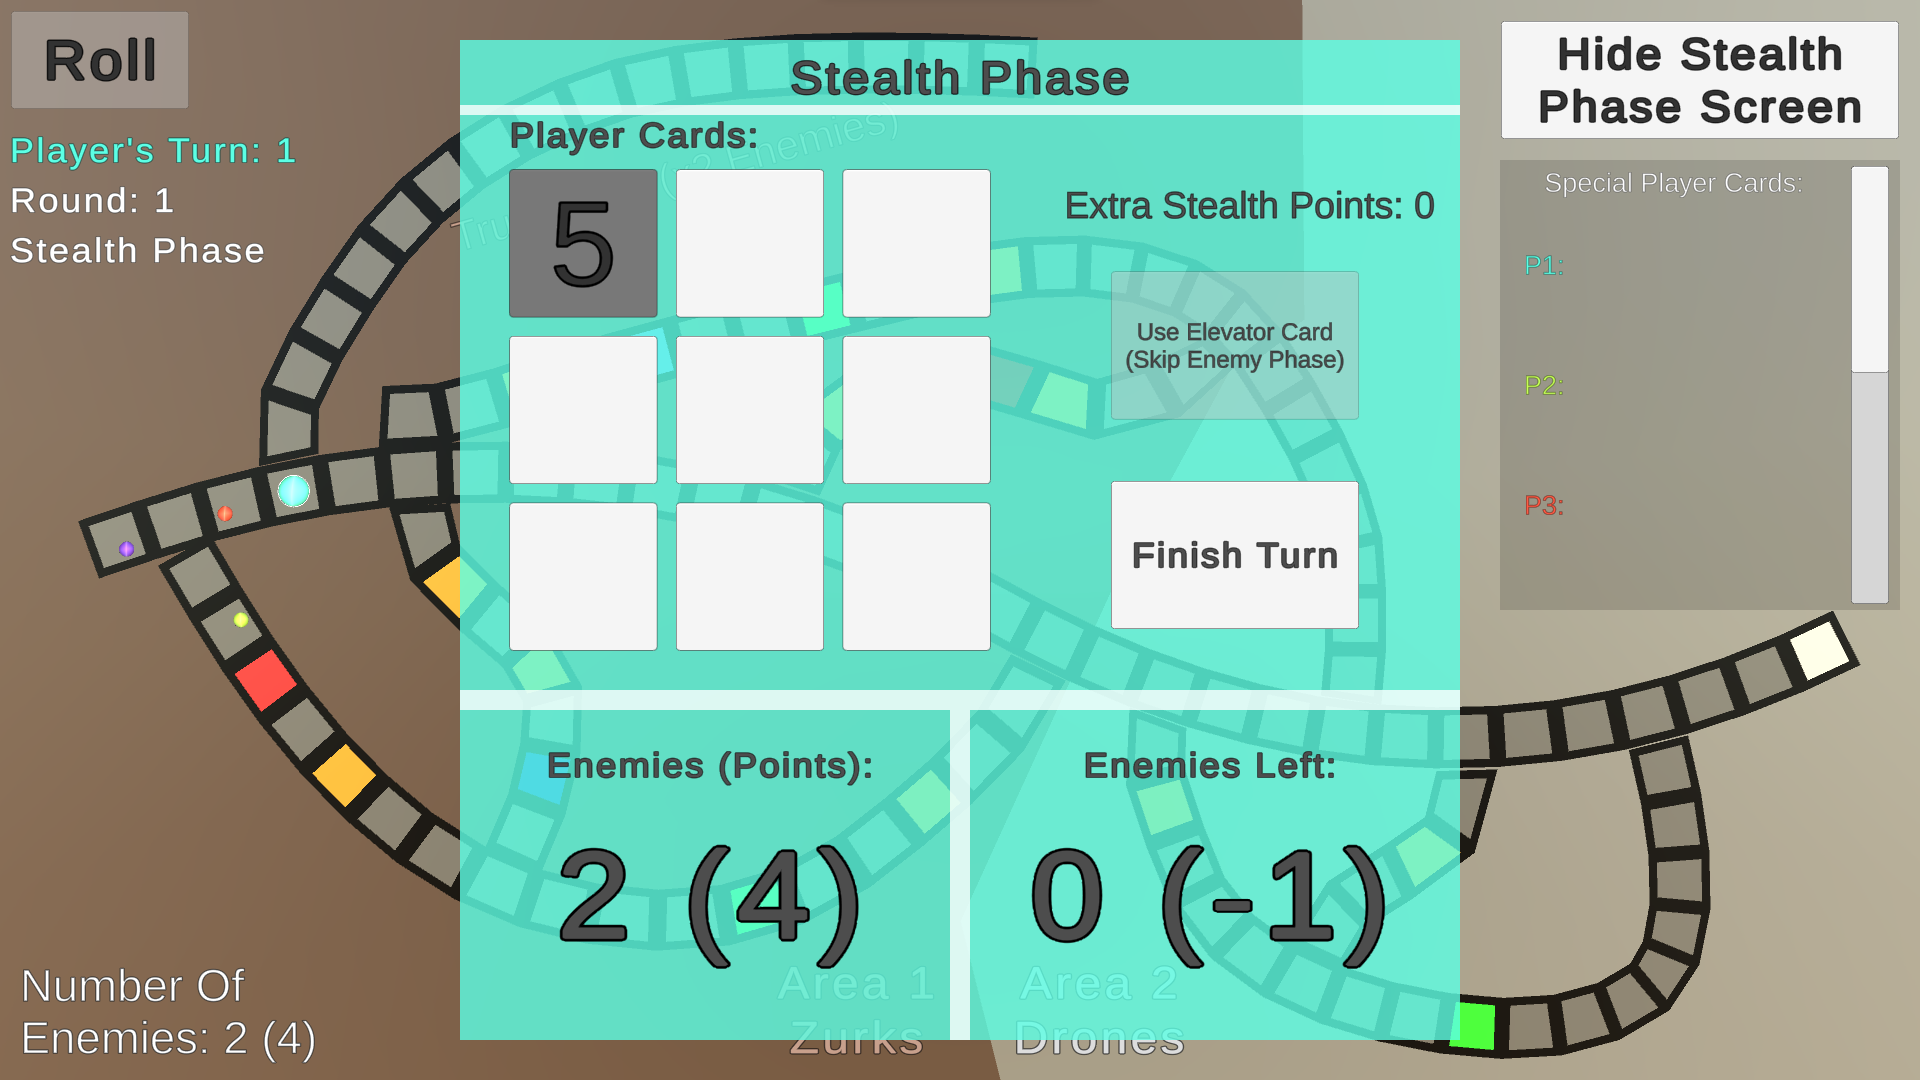 Roll
Player's Turn: 1
Round: 1
Stealth Phase
Stealth Phase
Player Cards:
5
Extra Stealth Points: 0
Use Elevator Card
(Skip Enemy Phase)
Finish Turn
Enemies (Points):
2 (4)
Enemies Left:
0 (-1)
Hide Stealth
Phase Screen
Special Player Cards:
P1:
P2:
P3:
Number Of
Enemies: 2 (4)
Area 1
Zurks
Area 2
Drones